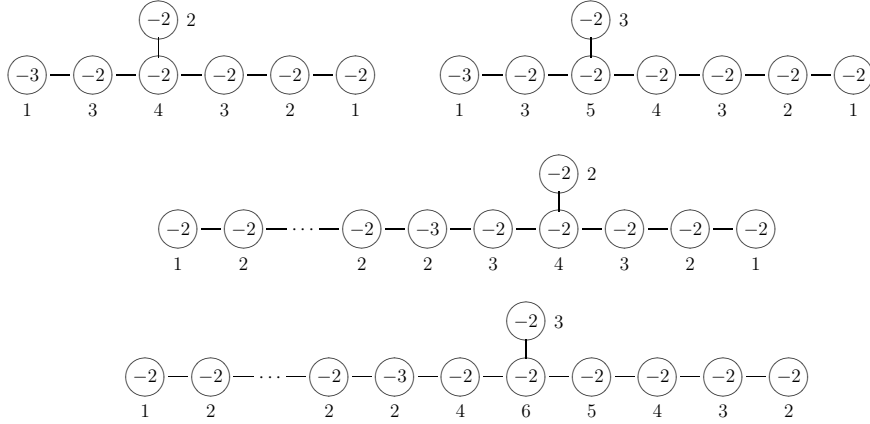 −2 2 −2 3
−3 −2 −2 −2 −2 −2 −3 −2 −2 −2 −2 −2 −2
1 3 4 3 2 1 1 3 5 4 3 2 1
−2 2
−2 −2 ⋯ −2 −3 −2 −2 −2 −2 −2
1 2 2 2 3 4 3 2 1
−2 3
−2 −2 ⋯ −2 −3 −2 −2 −2 −2 −2 −2
1 2 2 2 4 6 5 4 3 2